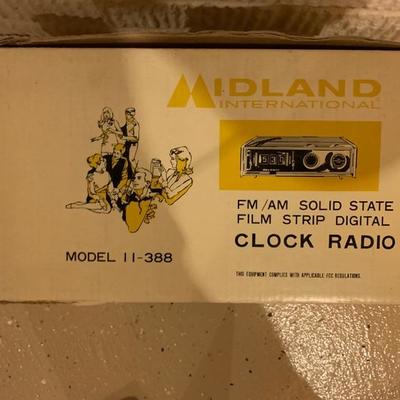 MIDLAND
INTERNATIONAL
FM/AM SOLID STATE
FILM STRIP DIGITAL
CLOCK RADIO
MODEL 11-388
THIS EQUIPMENT COMPLIES WITH APPLICABLE FCC REGULATIONS.